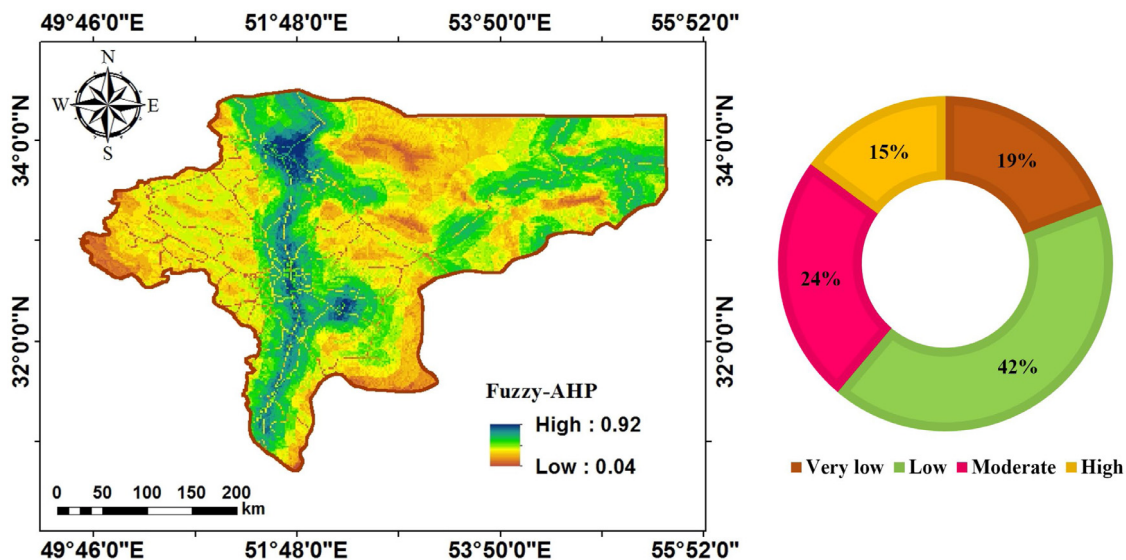 49°46'0"E 51°48'0"E 53°50'0"E 55°52'0"E
N
W E
S
34°0'0"N
34°0'0"N
32°0'0"N
32°0'0"N
Fuzzy-AHP
High : 0.92
Low : 0.04
0 50 100 150 200
km
49°46'0"E 51°48'0"E 53°50'0"E 55°52'0"E
15%
19%
24%
42%
Very low Low Moderate High